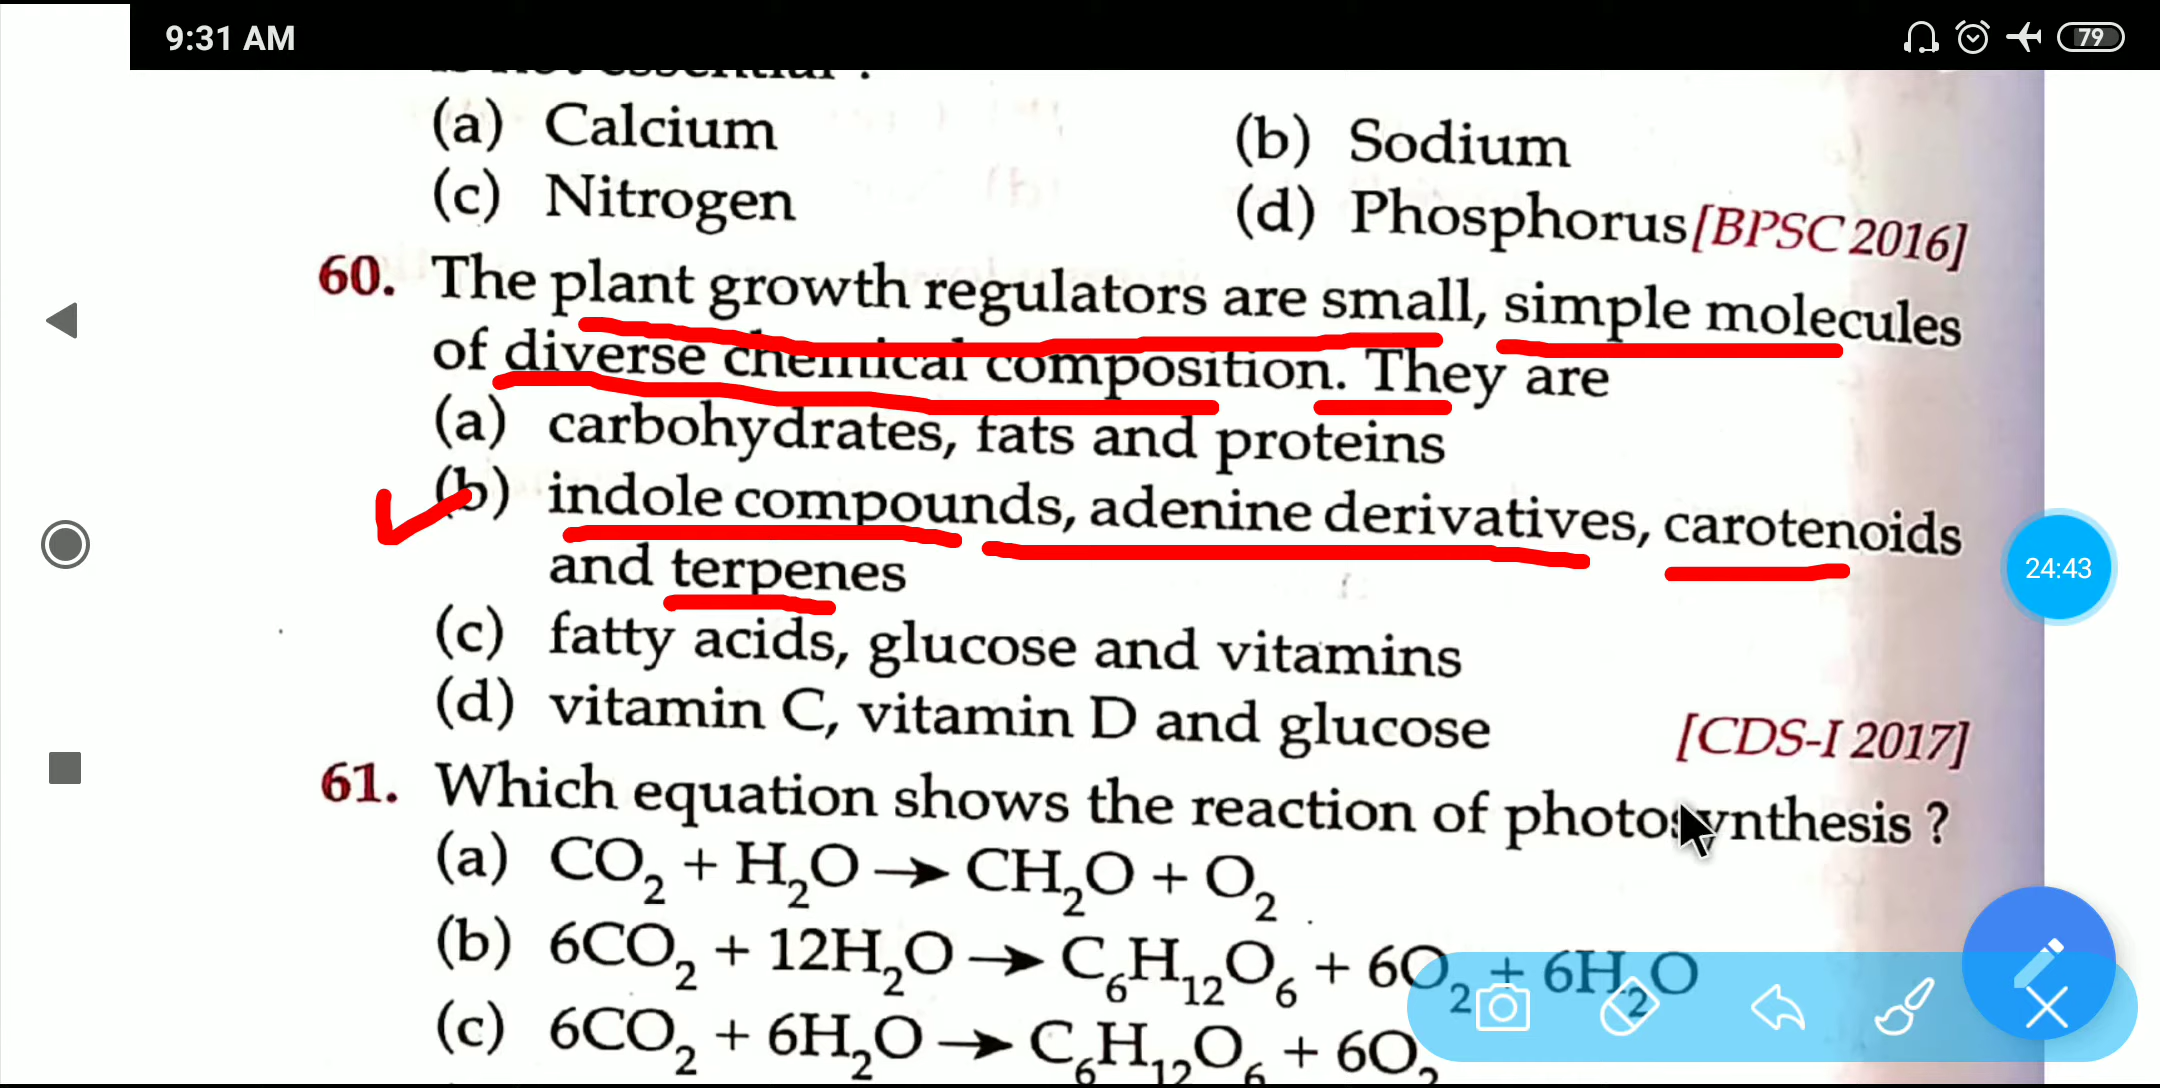 9:31 AM
79
is not essential ?
(a) Calcium (b) Sodium
(c) Nitrogen (d) Phosphorus [BPSC 2016]
60. The plant growth regulators are small, simple molecules
of diverse chemical composition. They are
(a) carbohydrates, fats and proteins
(b) indole compounds, adenine derivatives, carotenoids
and terpenes
24:43
(c) fatty acids, glucose and vitamins
(d) vitamin C, vitamin D and glucose [CDS-I 2017]
61. Which equation shows the reaction of photosynthesis ?
(a) CO₂ + H₂O → CH₂O + O₂
(b) 6CO₂ + 12H₂O → C₆H₁₂O₆ + 6O₂ + 6H₂O
(c) 6CO₂ + 6H₂O → C₆H₁₂O₆ + 6O₂